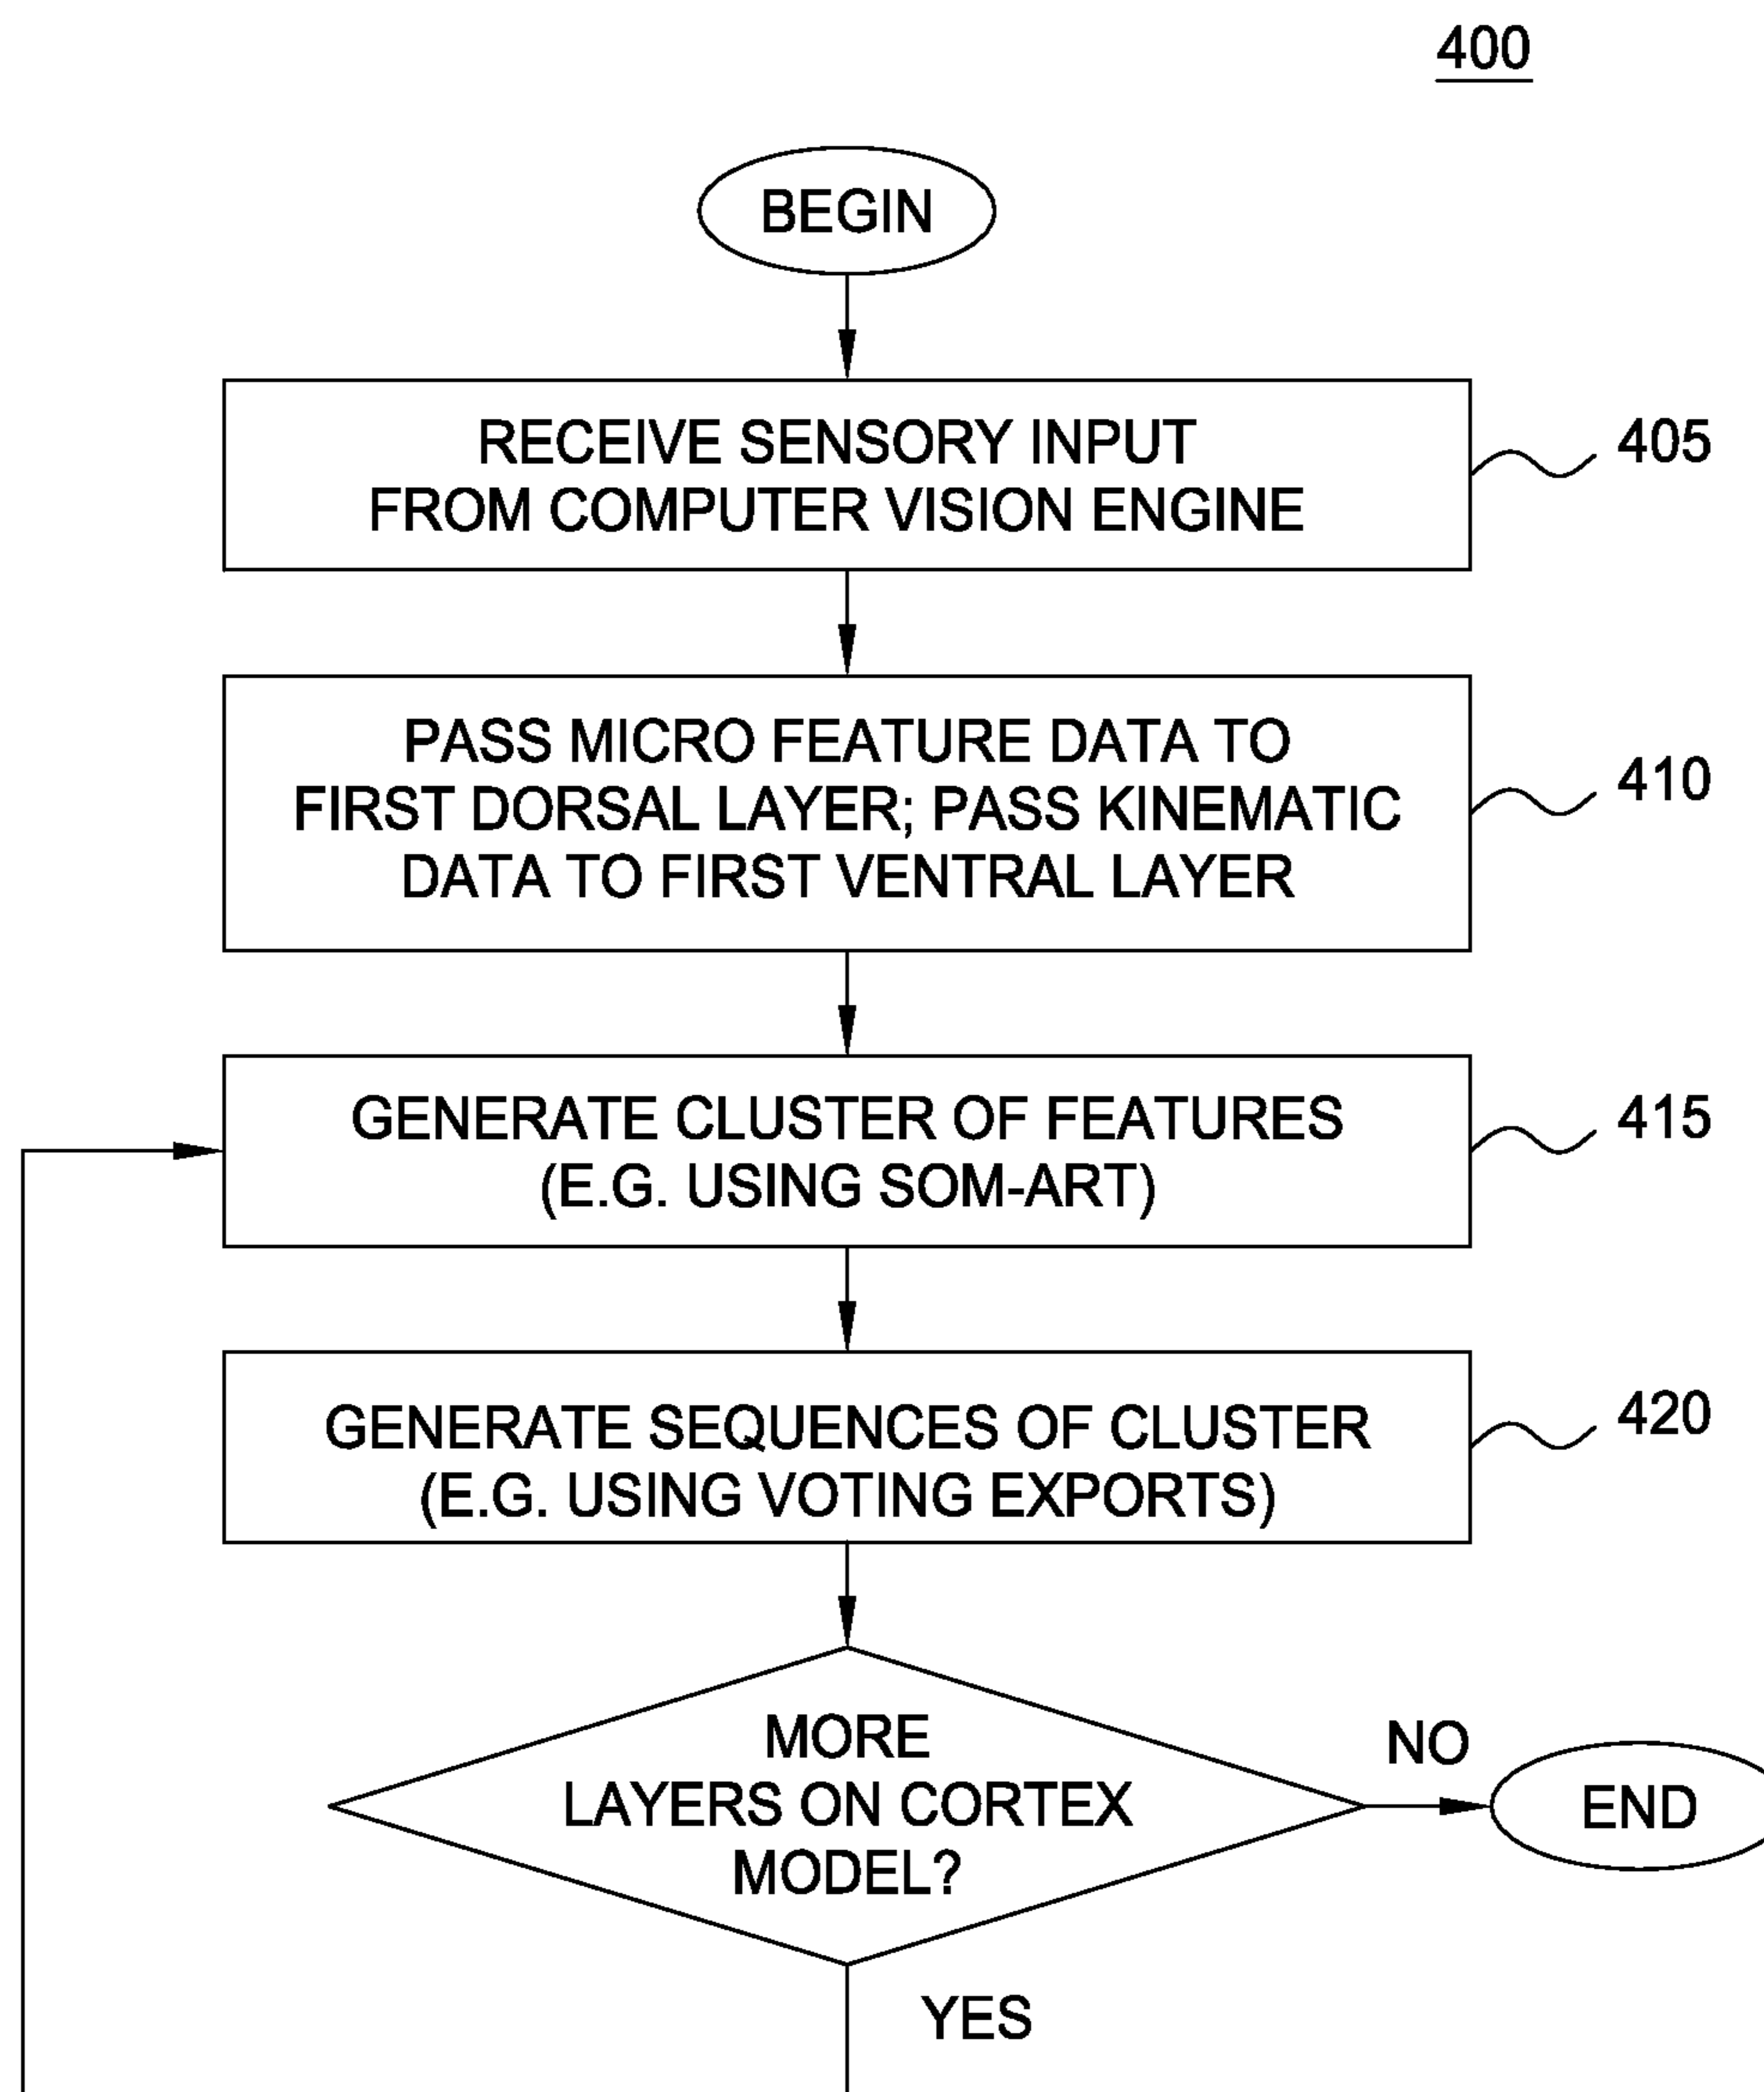 400
BEGIN
RECEIVE SENSORY INPUT
FROM COMPUTER VISION ENGINE
405
PASS MICRO FEATURE DATA TO
FIRST DORSAL LAYER; PASS KINEMATIC
DATA TO FIRST VENTRAL LAYER
410
GENERATE CLUSTER OF FEATURES
(E.G. USING SOM-ART)
415
GENERATE SEQUENCES OF CLUSTER
(E.G. USING VOTING EXPORTS)
420
MORE
LAYERS ON CORTEX
MODEL?
NO
END
YES